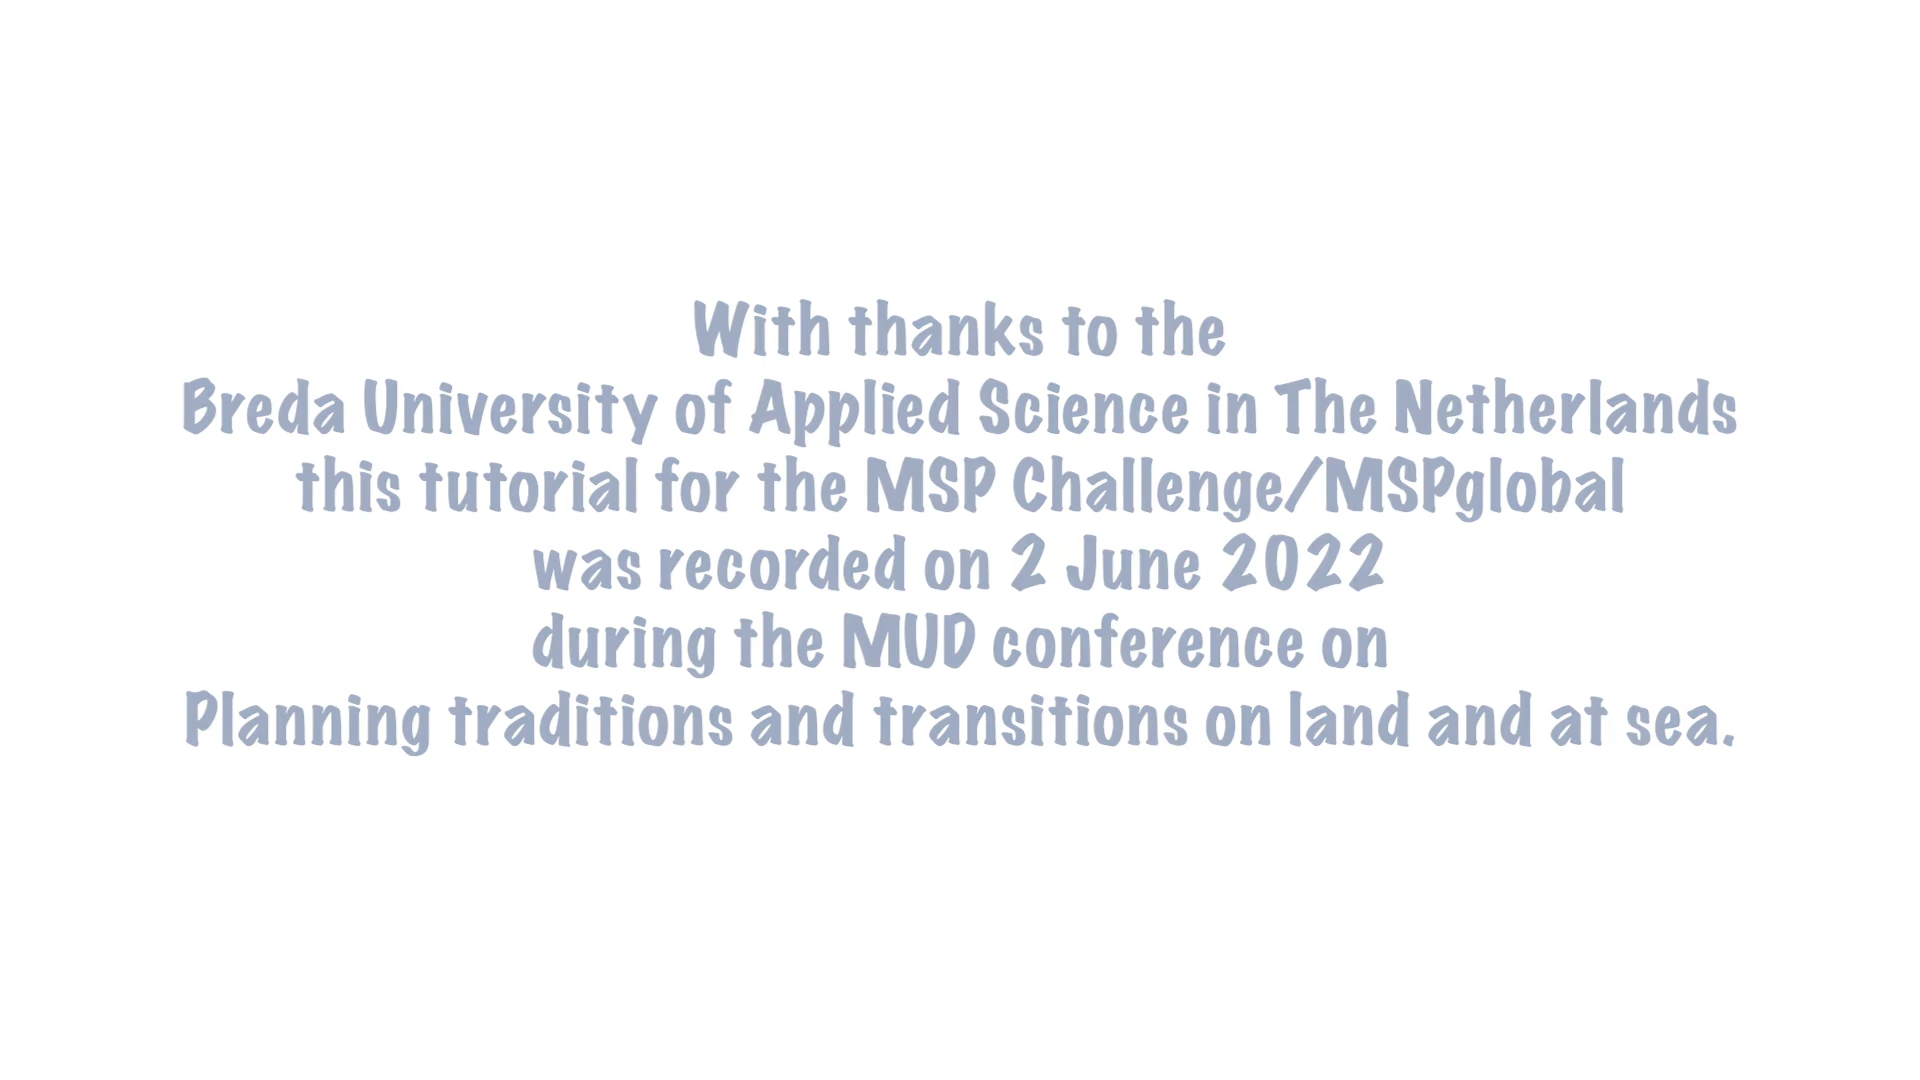 With thanks to the
Breda University of Applied Science in The Netherlands
this tutorial for the MSP Challenge/MSPglobal
was recorded on 2 June 2022
during the MUD conference on
Planning traditions and transitions on land and at sea.